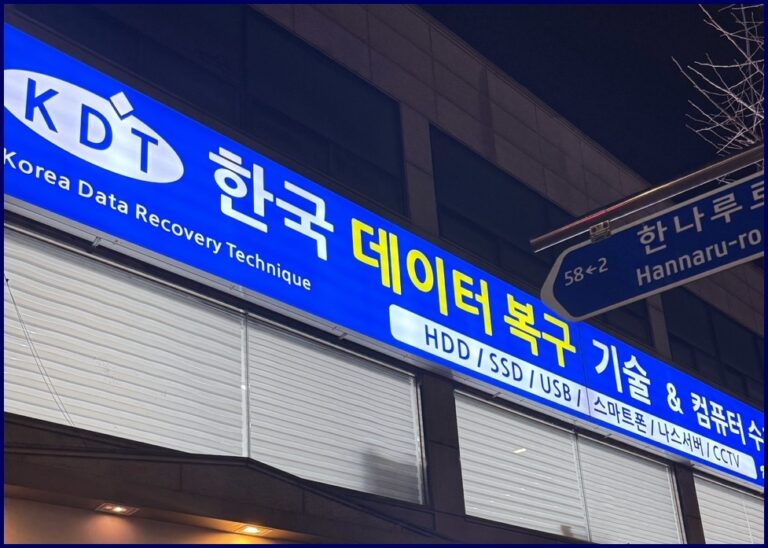 KDT
Korea Data Recovery Technique
한국 데이터 복구 기술 & 컴퓨터
HDD / SSD / USB / 스마트폰 / 나스서버 / CCTV
한나루로
58←2
Hannaru-ro